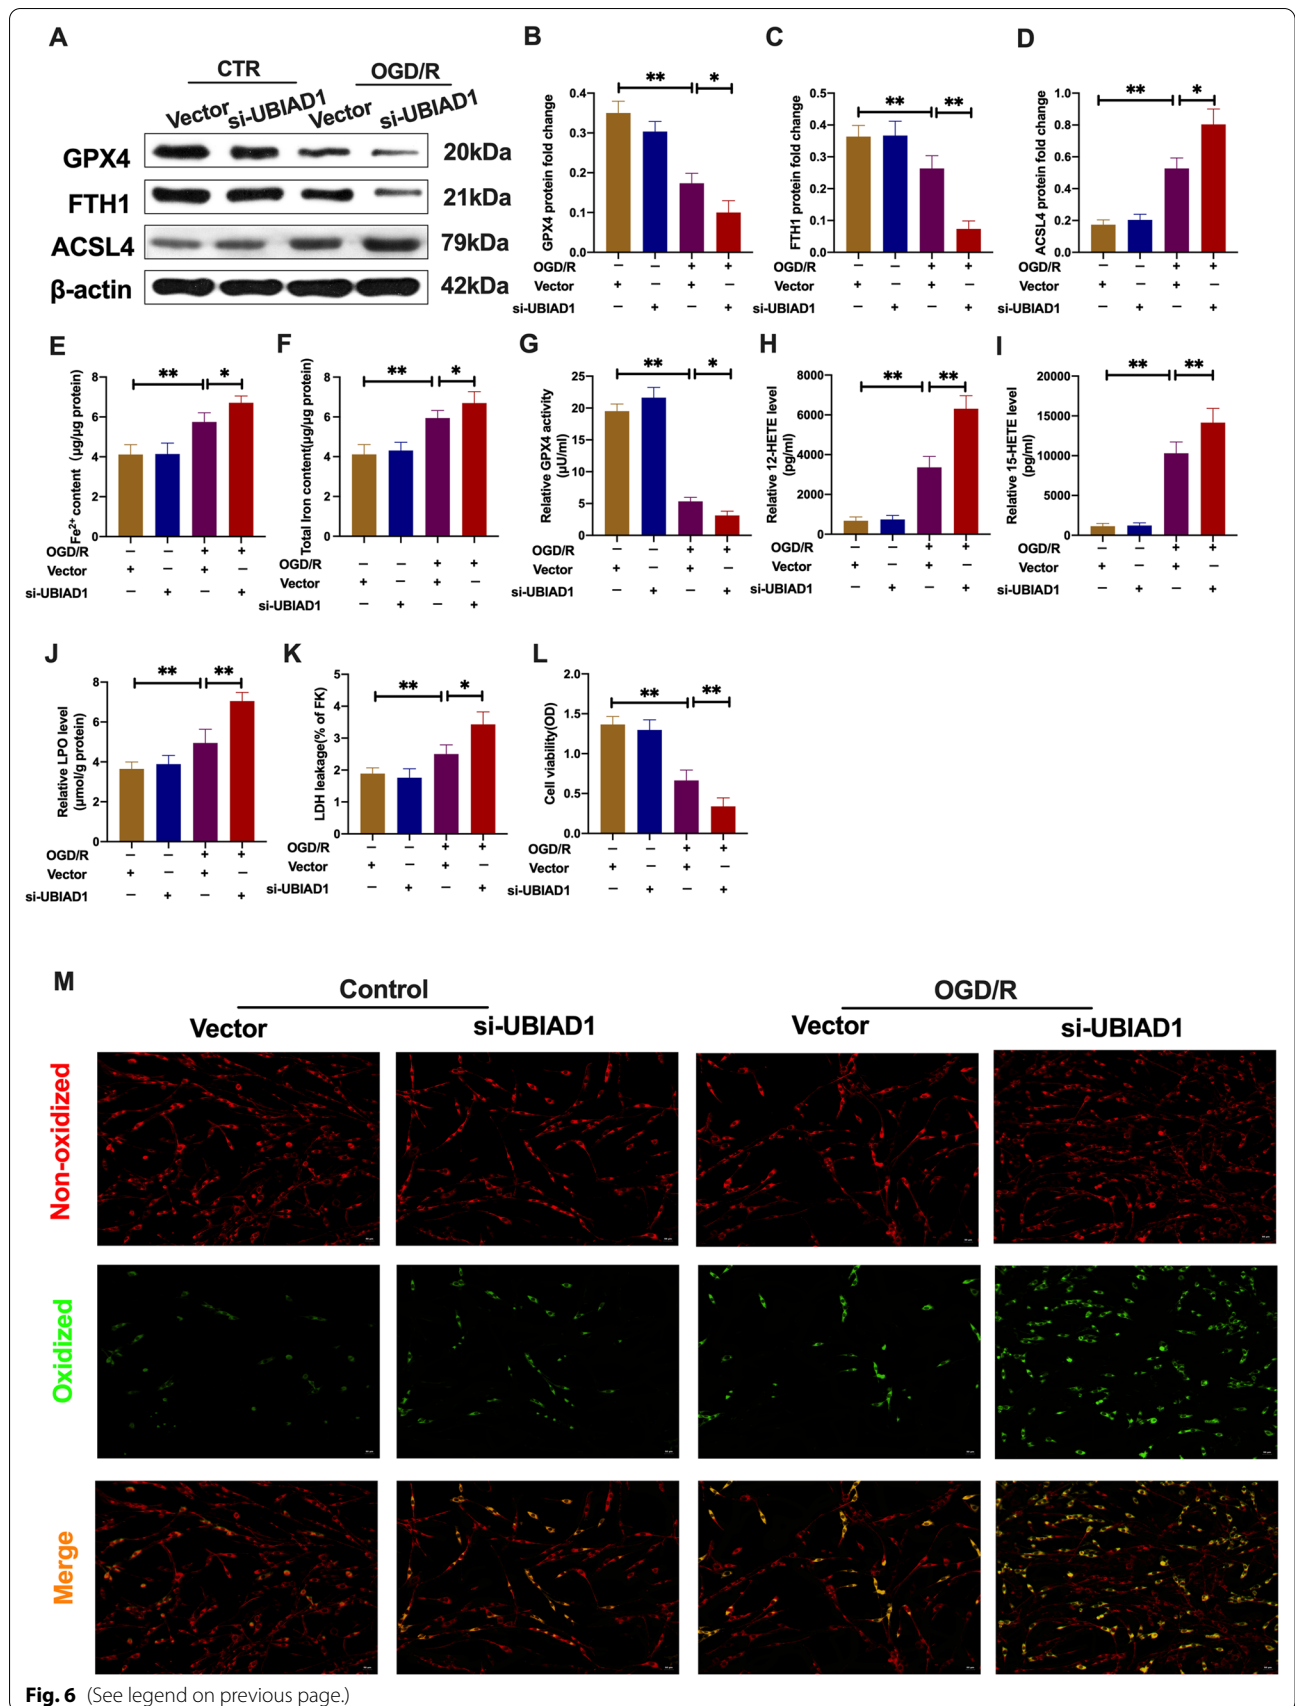 A
CTR OGD/R
Vector si-UBIAD1 Vector si-UBIAD1
GPX4 20kDa
FTH1 21kDa
ACSL4 79kDa
β-actin 42kDa
B
** *
GPX4 protein fold change
0.4
0.3
0.2
0.1
0.0
OGD/R − − + +
Vector + − + −
si-UBIAD1 − + − +
C
** **
FTH1 protein fold change
0.5
0.4
0.3
0.2
0.1
0.0
OGD/R − − + +
Vector + − + −
si-UBIAD1 − + − +
D
** *
ACSL4 protein fold change
1.0
0.8
0.6
0.4
0.2
0.0
OGD/R − − + +
Vector + − + −
si-UBIAD1 − + − +
E
** *
Fe2+ content (μg/μg protein)
8
6
4
2
0
OGD/R − − + +
Vector + − + −
si-UBIAD1 − + − +
F
** *
Total Iron content(μg/μg protein)
8
6
4
2
0
OGD/R − − + +
Vector + − + −
si-UBIAD1 − + − +
G
** *
Relative GPX4 activity
(μU/ml)
25
20
15
10
5
0
OGD/R − − + +
Vector + − + −
si-UBIAD1 − + − +
H
** **
Relative 12-HETE level
(pg/ml)
8000
6000
4000
2000
0
OGD/R − − + +
Vector + − + −
si-UBIAD1 − + − +
I
** **
Relative 15-HETE level
(pg/ml)
20000
15000
10000
5000
0
OGD/R − − + +
Vector + − + −
si-UBIAD1 − + − +
J
** **
Relative LPO level
(μmol/g protein)
8
6
4
2
0
OGD/R − − + +
Vector + − + −
si-UBIAD1 − + − +
K
** *
LDH leakage(% of FK)
5
4
3
2
1
0
OGD/R − − + +
Vector + − + −
si-UBIAD1 − + − +
L
** **
Cell viability(OD)
2.0
1.5
1.0
0.5
0.0
OGD/R − − + +
Vector + − + −
si-UBIAD1 − + − +
M
Control OGD/R
Vector si-UBIAD1 Vector si-UBIAD1
Non-oxidized
Oxidized
Merge
Fig. 6 (See legend on previous page.)